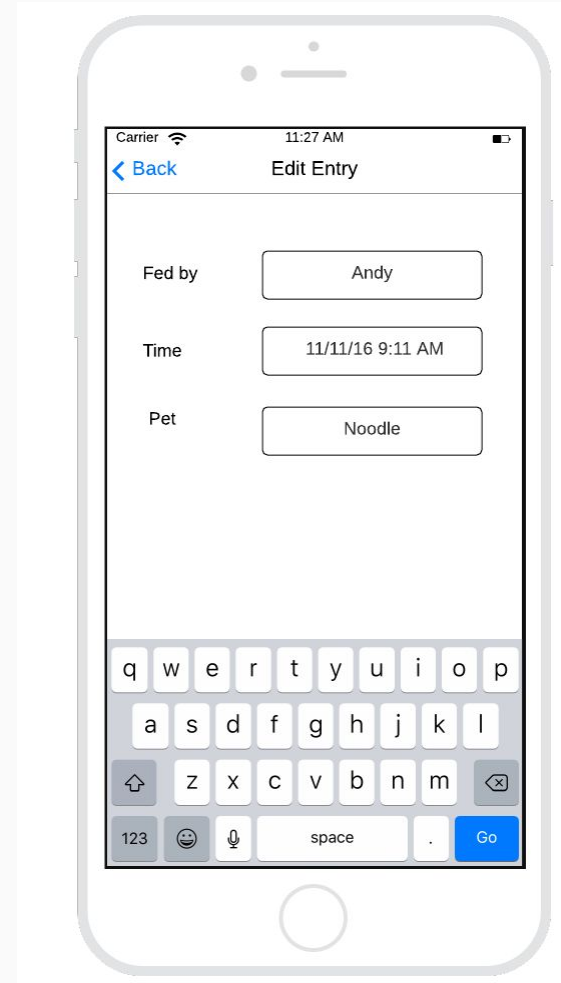 Carrier 11:27 AM
Back Edit Entry
Fed by Andy
Time 11/11/16 9:11 AM
Pet Noodle
q w e r t y u i o p
a s d f g h j k l
z x c v b n m
123 space . Go